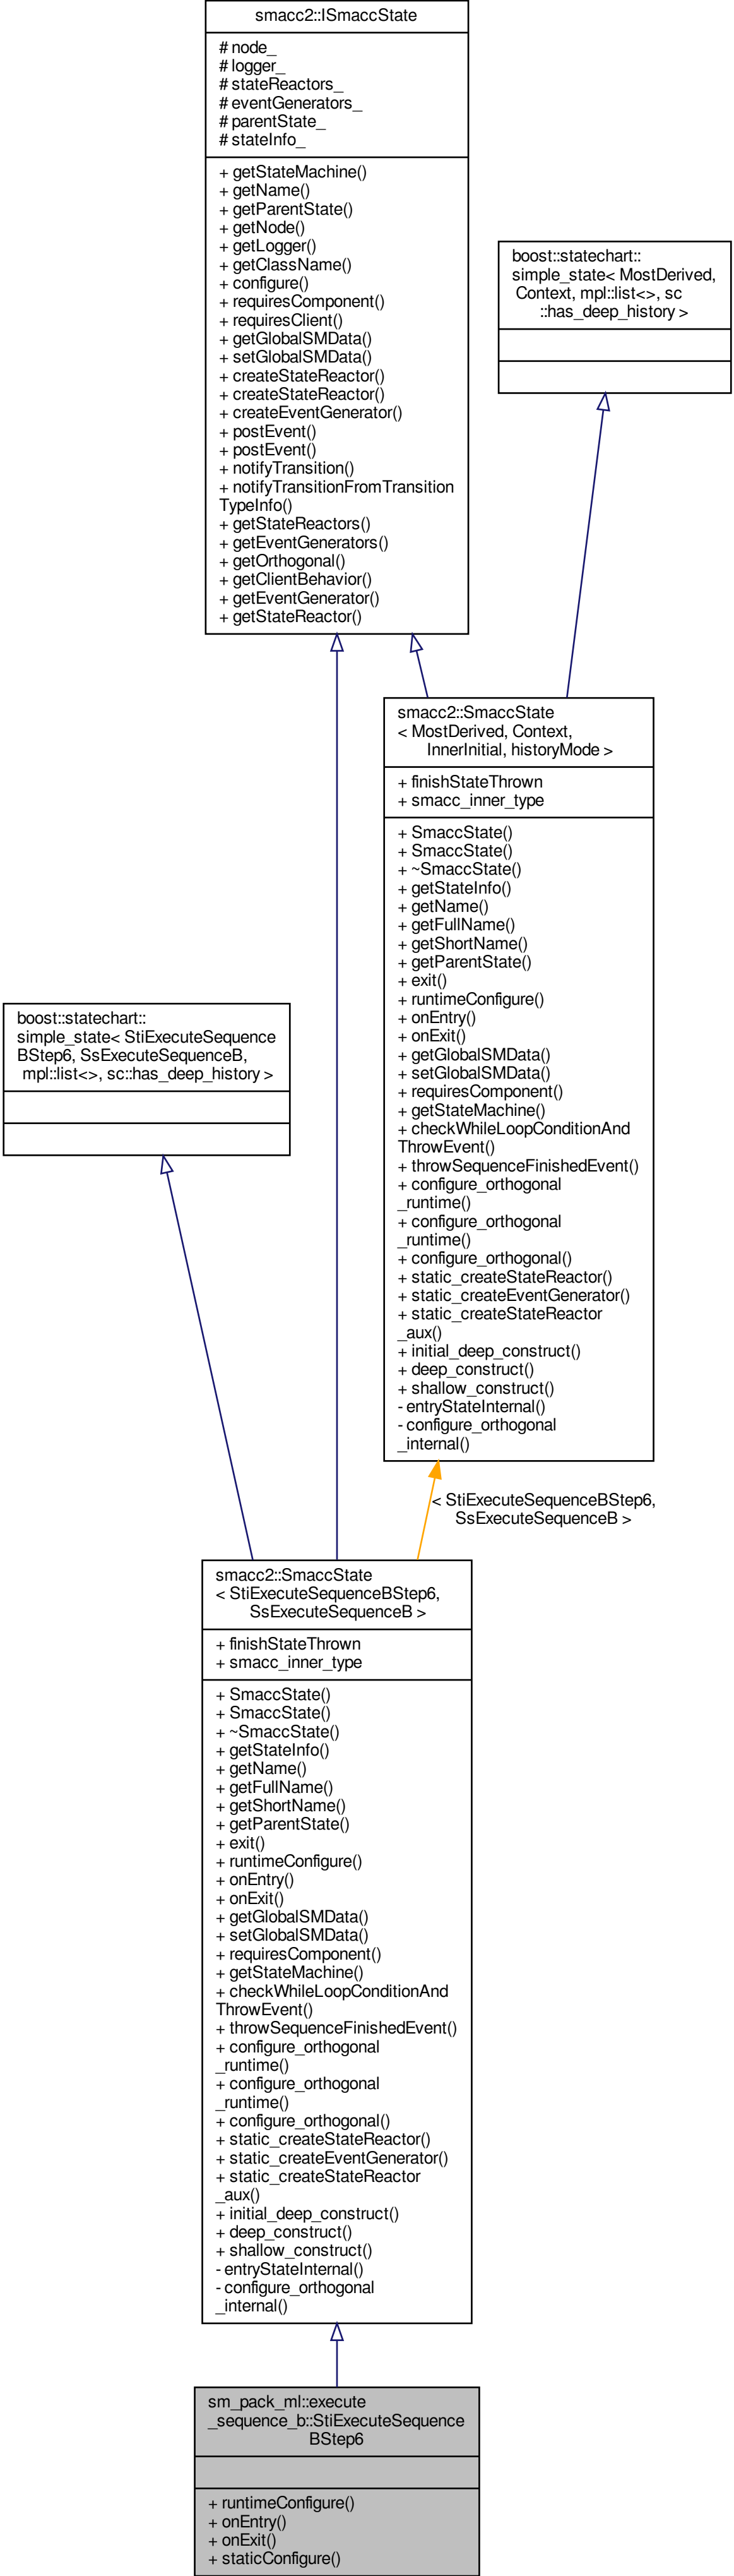 smacc2::ISmaccState
# node_
# logger_
# stateReactors_
# eventGenerators_
# parentState_
# stateInfo_
+ getStateMachine()
+ getName()
+ getParentState()
+ getNode()
+ getLogger()
+ getClassName()
+ configure()
+ requiresComponent()
+ requiresClient()
+ getGlobalSMData()
+ setGlobalSMData()
+ createStateReactor()
+ createStateReactor()
+ createEventGenerator()
+ postEvent()
+ postEvent()
+ notifyTransition()
+ notifyTransitionFromTransition
TypeInfo()
+ getStateReactors()
+ getEventGenerators()
+ getOrthogonal()
+ getClientBehavior()
+ getEventGenerator()
+ getStateReactor()
boost::statechart::
simple_state< MostDerived,
Context, mpl::list<>, sc
::has_deep_history >
smacc2::SmaccState
< MostDerived, Context,
InnerInitial, historyMode >
+ finishStateThrown
+ smacc_inner_type
+ SmaccState()
+ SmaccState()
+ ~SmaccState()
+ getStateInfo()
+ getName()
+ getFullName()
+ getShortName()
+ getParentState()
+ exit()
+ runtimeConfigure()
+ onEntry()
+ onExit()
+ getGlobalSMData()
+ setGlobalSMData()
+ requiresComponent()
+ getStateMachine()
+ checkWhileLoopConditionAnd
ThrowEvent()
+ throwSequenceFinishedEvent()
+ configure_orthogonal
_runtime()
+ configure_orthogonal
_runtime()
+ configure_orthogonal()
+ static_createStateReactor()
+ static_createEventGenerator()
+ static_createStateReactor
_aux()
+ initial_deep_construct()
+ deep_construct()
+ shallow_construct()
- entryStateInternal()
- configure_orthogonal
_internal()
boost::statechart::
simple_state< StiExecuteSequence
BStep6, SsExecuteSequenceB,
mpl::list<>, sc::has_deep_history >
< StiExecuteSequenceBStep6,
SsExecuteSequenceB >
smacc2::SmaccState
< StiExecuteSequenceBStep6,
SsExecuteSequenceB >
+ finishStateThrown
+ smacc_inner_type
+ SmaccState()
+ SmaccState()
+ ~SmaccState()
+ getStateInfo()
+ getName()
+ getFullName()
+ getShortName()
+ getParentState()
+ exit()
+ runtimeConfigure()
+ onEntry()
+ onExit()
+ getGlobalSMData()
+ setGlobalSMData()
+ requiresComponent()
+ getStateMachine()
+ checkWhileLoopConditionAnd
ThrowEvent()
+ throwSequenceFinishedEvent()
+ configure_orthogonal
_runtime()
+ configure_orthogonal
_runtime()
+ configure_orthogonal()
+ static_createStateReactor()
+ static_createEventGenerator()
+ static_createStateReactor
_aux()
+ initial_deep_construct()
+ deep_construct()
+ shallow_construct()
- entryStateInternal()
- configure_orthogonal
_internal()
sm_pack_ml::execute
_sequence_b::StiExecuteSequence
BStep6
+ runtimeConfigure()
+ onEntry()
+ onExit()
+ staticConfigure()